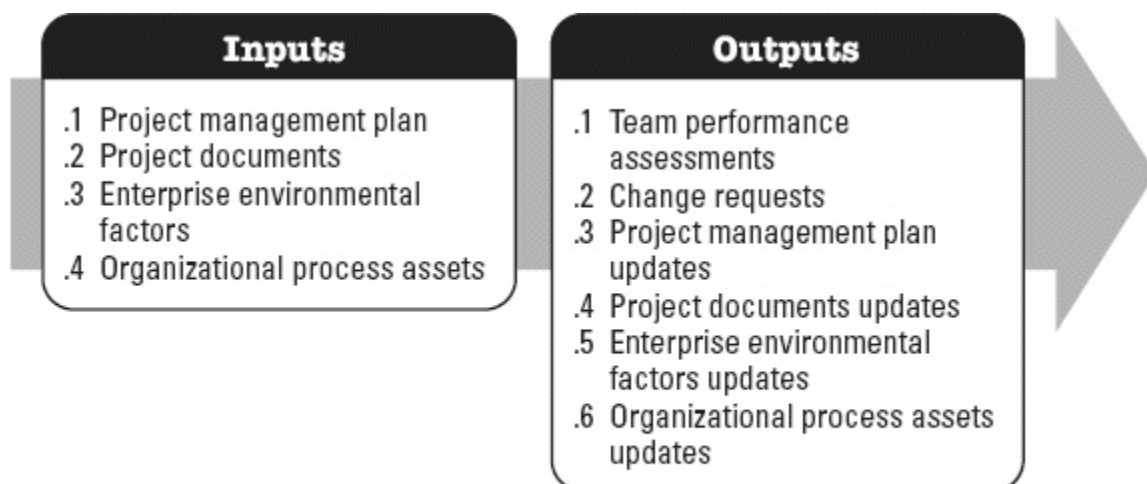 Inputs
.1 Project management plan
.2 Project documents
.3 Enterprise environmental
factors
.4 Organizational process assets
Outputs
.1 Team performance
assessments
.2 Change requests
.3 Project management plan
updates
.4 Project documents updates
.5 Enterprise environmental
factors updates
.6 Organizational process assets
updates